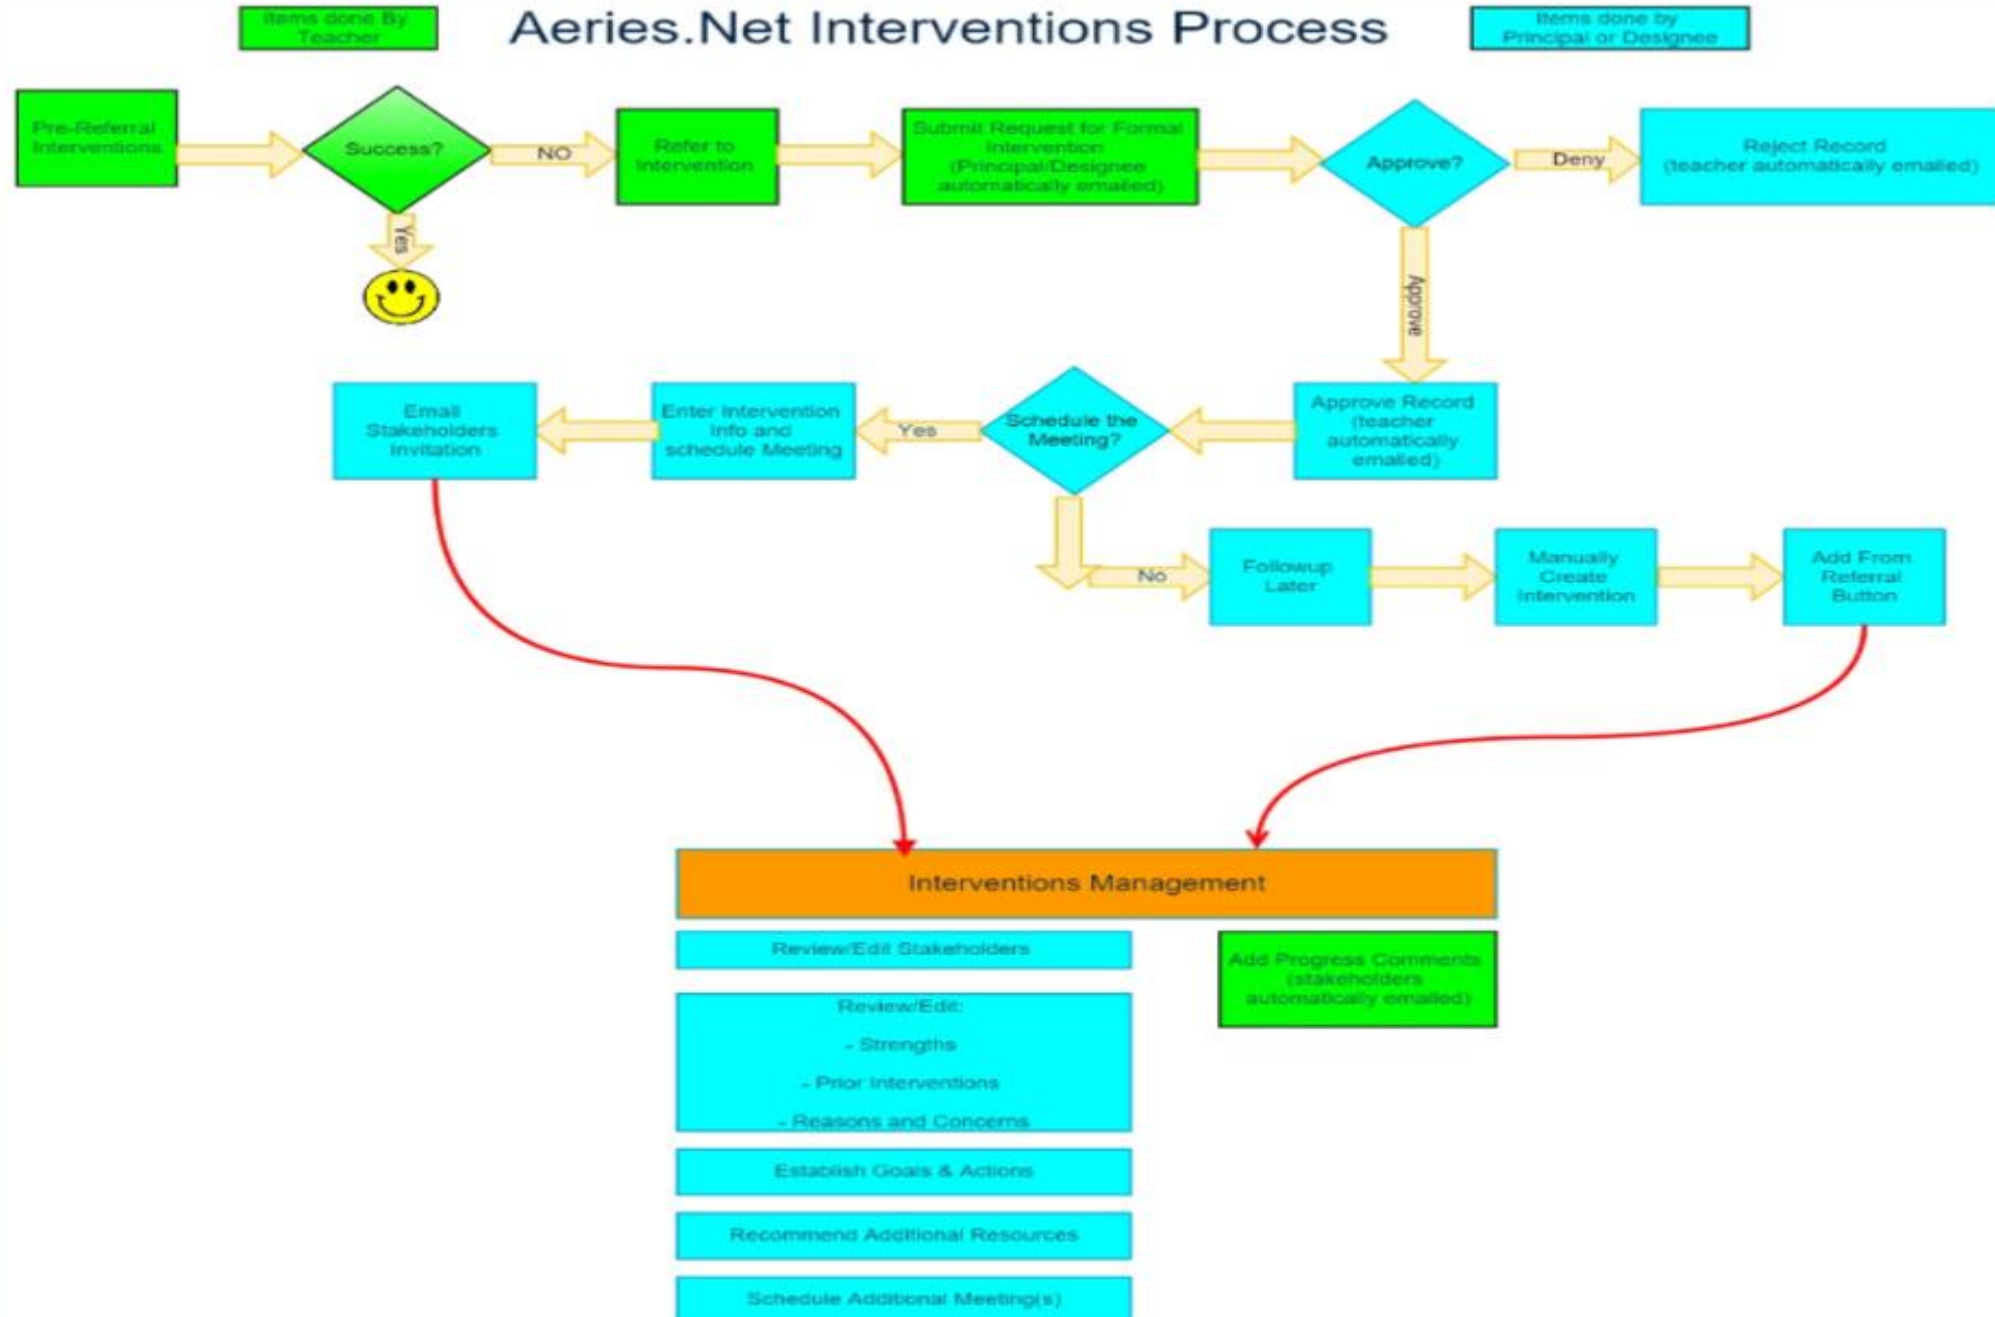 Items done By
Teacher
Aeries.Net Interventions Process
Items done by
Principal or Designee
Pre-Referral
Interventions
Success?
NO
Refer to
Intervention
Submit Request for Formal
Intervention
(Principal/Designee
automatically emailed)
Approve?
Deny
Reject Record
(teacher automatically emailed)
Yes
Approve
Email
Stakeholders
Invitation
Enter Intervention
Info and
schedule Meeting
Yes
Schedule the
Meeting?
Approve Record
(teacher
automatically
emailed)
No
Followup
Later
Manually
Create
Intervention
Add From
Referral
Button
Interventions Management
Review/Edit Stakeholders
Add Progress Comments
(stakeholders
automatically emailed)
Review/Edit:
- Strengths
- Prior Interventions
- Reasons and Concerns
Establish Goals & Actions
Recommend Additional Resources
Schedule Additional Meeting(s)